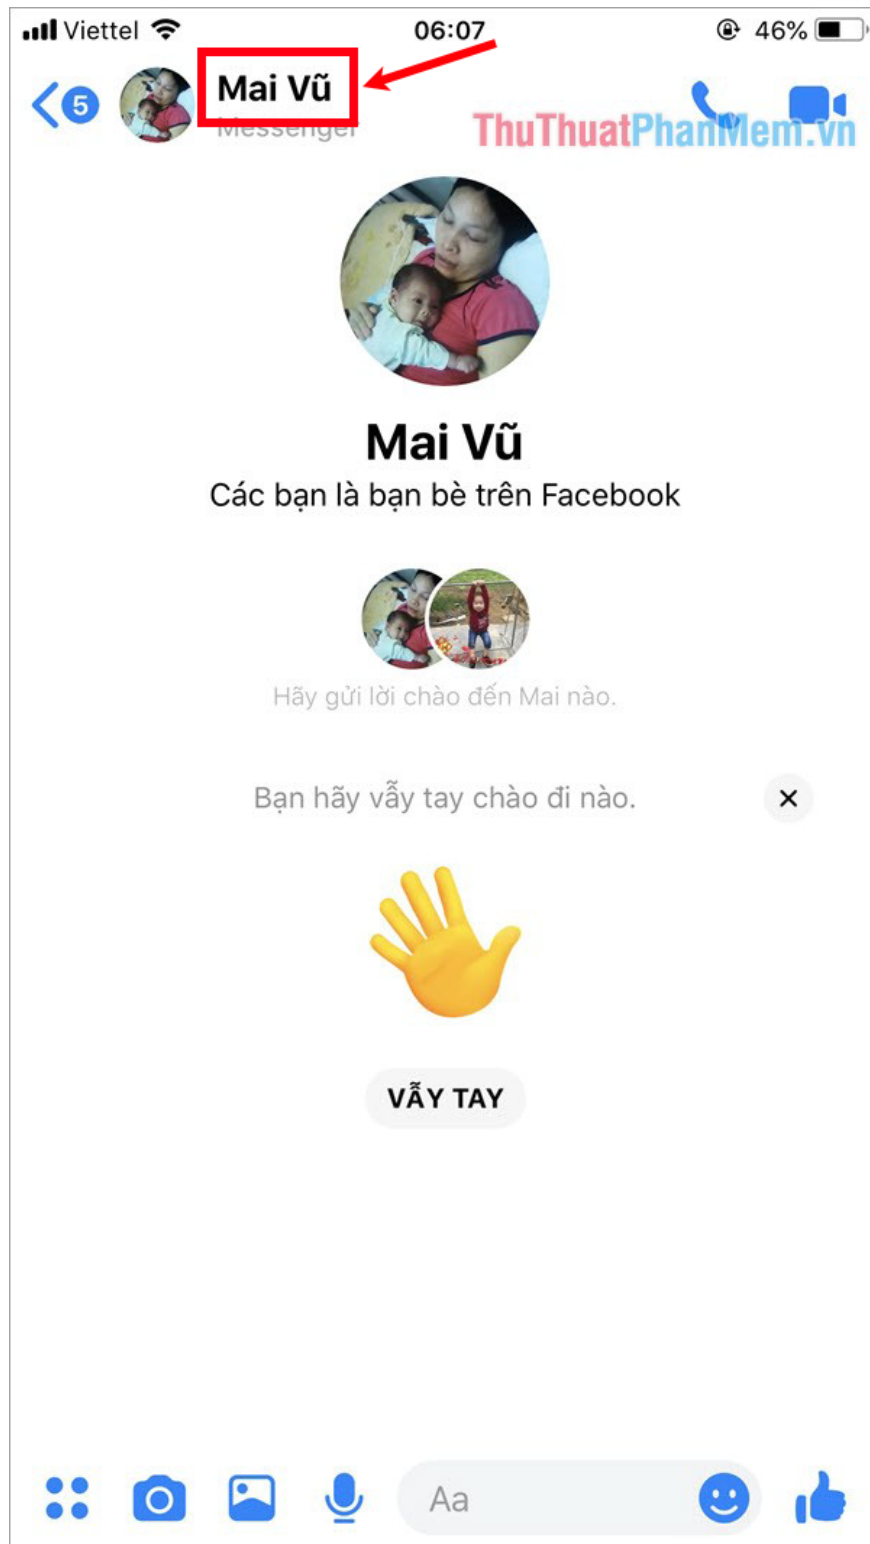 Viettel 06:07 46%
5 Mai Vũ
Messenger
ThuThuatPhanMem.vn
Mai Vũ
Các bạn là bạn bè trên Facebook
Hãy gửi lời chào đến Mai nào.
Bạn hãy vẫy tay chào đi nào.
VẪY TAY
Aa